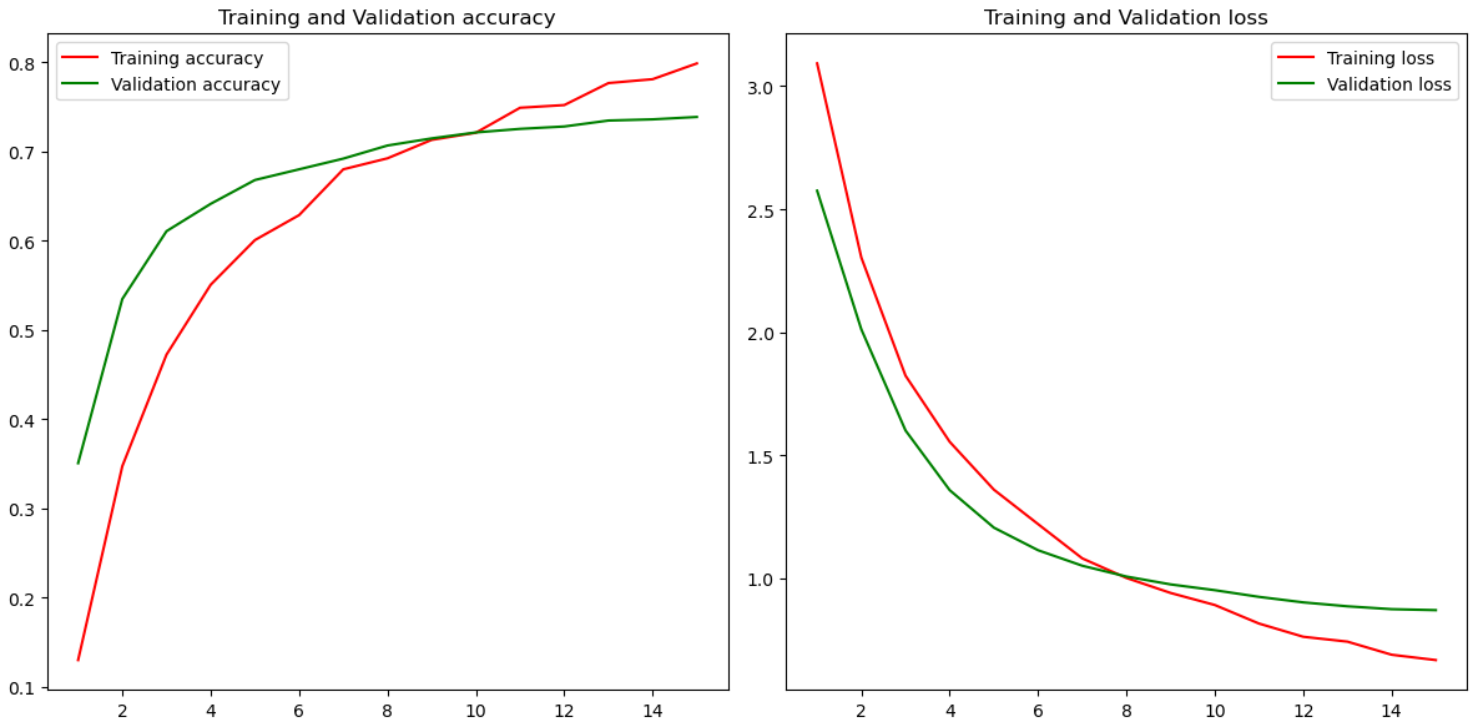 Training and Validation accuracy
Training accuracy
Validation accuracy
0.8
0.7
0.6
0.5
0.4
0.3
0.2
0.1
2 4 6 8 10 12 14
Training and Validation loss
Training loss
Validation loss
3.0
2.5
2.0
1.5
1.0
2 4 6 8 10 12 14